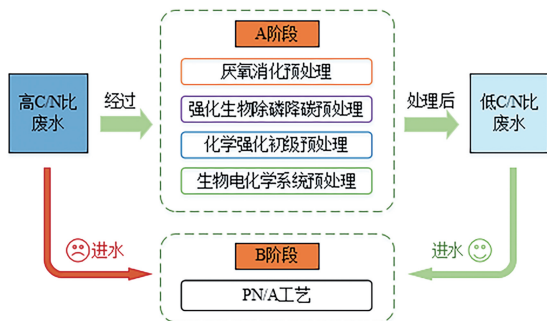 A阶段
厌氧消化预处理
高C/N比
废水
经过
强化生物除磷降碳预处理
化学强化初级预处理
生物电化学系统预处理
处理后
低C/N比
废水
进水
B阶段
PN/A工艺
进水